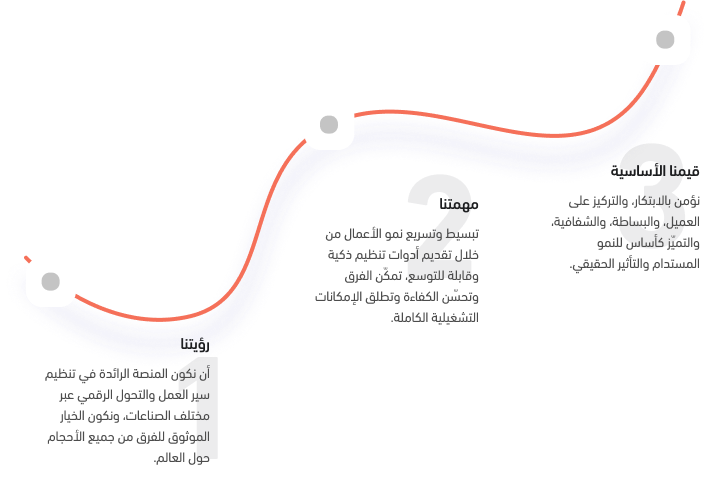 3
قيمنا الأساسية
نؤمن بالابتكار، والتركيز على
العميل، والبساطة، والشفافية،
والتميّز كأساس للنمو
المستدام والتأثير الحقيقي.
2
مهمتنا
تبسيط وتسريع نمو الأعمال من
خلال تقديم أدوات تنظيم ذكية
وقابلة للتوسع، تمكّن الفرق
وتحسّن الكفاءة وتطلق الإمكانات
التشغيلية الكاملة.
1
رؤيتنا
أن نكون المنصة الرائدة في تنظيم
سير العمل والتحول الرقمي عبر
مختلف الصناعات، ونكون الخيار
الموثوق للفرق من جميع الأحجام
حول العالم.